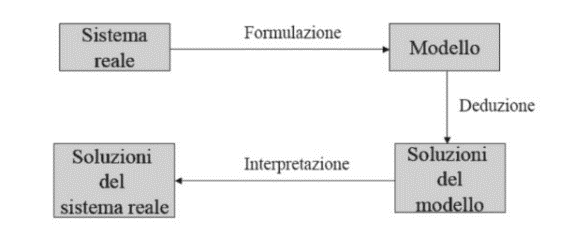 Sistema
reale
Formulazione
Modello
Deduzione
Soluzioni
del
sistema reale
Interpretazione
Soluzioni
del
modello